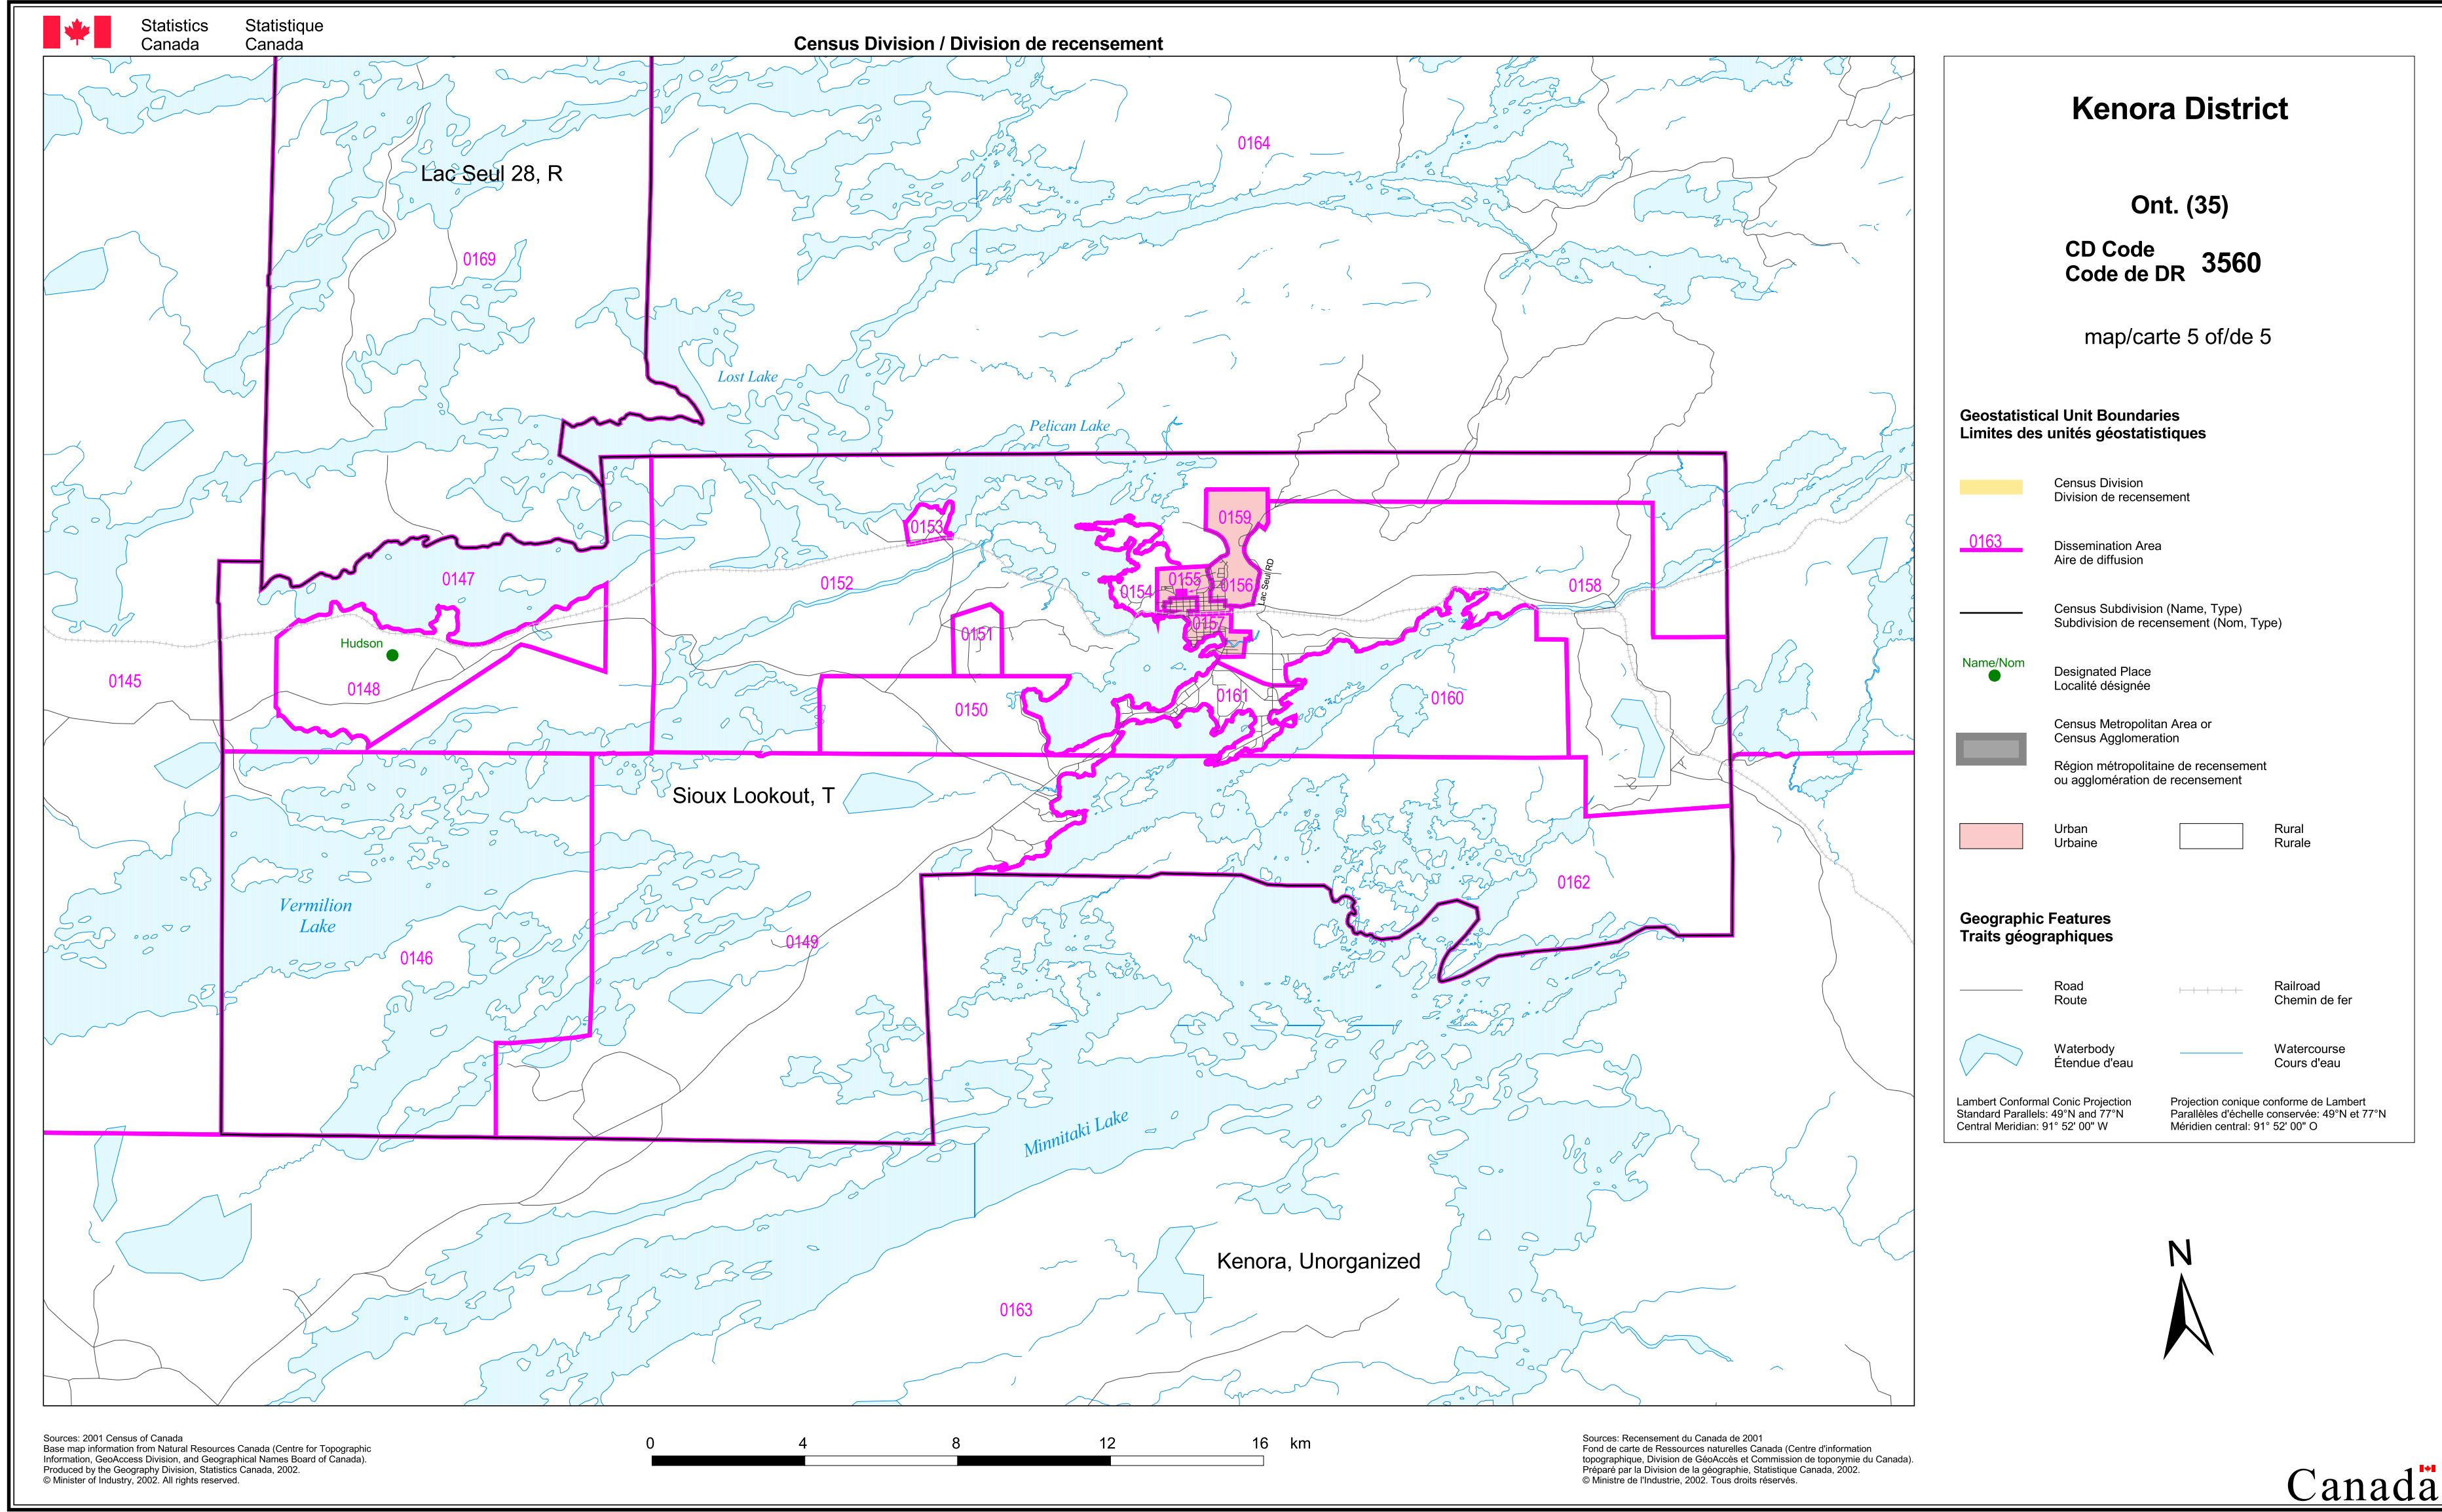 Statistics Canada
Statistique Canada
Census Division / Division de recensement
Lac Seul 28, R
0164
0169
Lost Lake
Pelican Lake
0153
0159
0147
0152
0154
0155
0156
Lac Seul RD
0158
0157
0151
Hudson
0145
0148
0150
0161
0160
Sioux Lookout, T
0162
Vermilion
Lake
0149
0146
Minnitaki Lake
Kenora, Unorganized
0163
Kenora District
Ont. (35)
CD Code
Code de DR
3560
map/carte 5 of/de 5
Geostatistical Unit Boundaries
Limites des unités géostatistiques
Census Division
Division de recensement
0163
Dissemination Area
Aire de diffusion
Census Subdivision (Name, Type)
Subdivision de recensement (Nom, Type)
Name/Nom
Designated Place
Localité désignée
Census Metropolitan Area or
Census Agglomeration
Région métropolitaine de recensement
ou agglomération de recensement
Urban
Urbaine
Rural
Rurale
Geographic Features
Traits géographiques
Road
Route
Railroad
Chemin de fer
Waterbody
Étendue d'eau
Watercourse
Cours d'eau
Lambert Conformal Conic Projection
Standard Parallels: 49°N and 77°N
Central Meridian: 91° 52' 00" W
Projection conique conforme de Lambert
Parallèles d'échelle conservée: 49°N et 77°N
Méridien central: 91° 52' 00" O
N
Sources: 2001 Census of Canada
Base map information from Natural Resources Canada (Centre for Topographic
Information, GeoAccess Division, and Geographical Names Board of Canada).
Produced by the Geography Division, Statistics Canada, 2002.
© Minister of Industry, 2002. All rights reserved.
0 4 8 12 16 km
Sources: Recensement du Canada de 2001
Fond de carte de Ressources naturelles Canada (Centre d'information
topographique, Division de GéoAccès et Commission de toponymie du Canada).
Préparé par la Division de la géographie, Statistique Canada, 2002.
© Ministre de l'Industrie, 2002. Tous droits réservés.
Canada